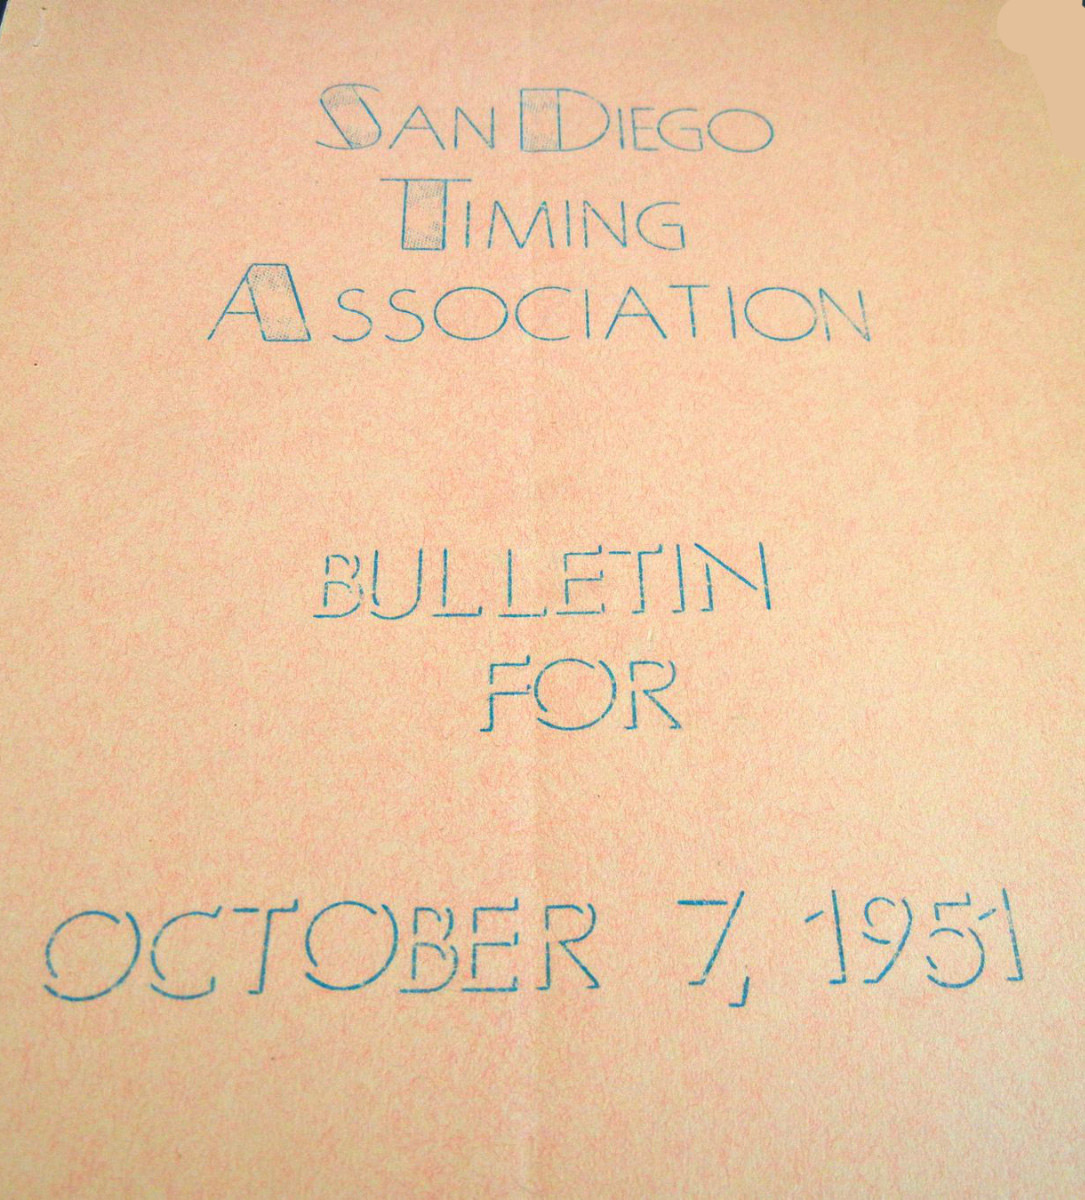 SAN DIEGO
TIMING
ASSOCIATION
BULLETIN
FOR
OCTOBER 7, 1951